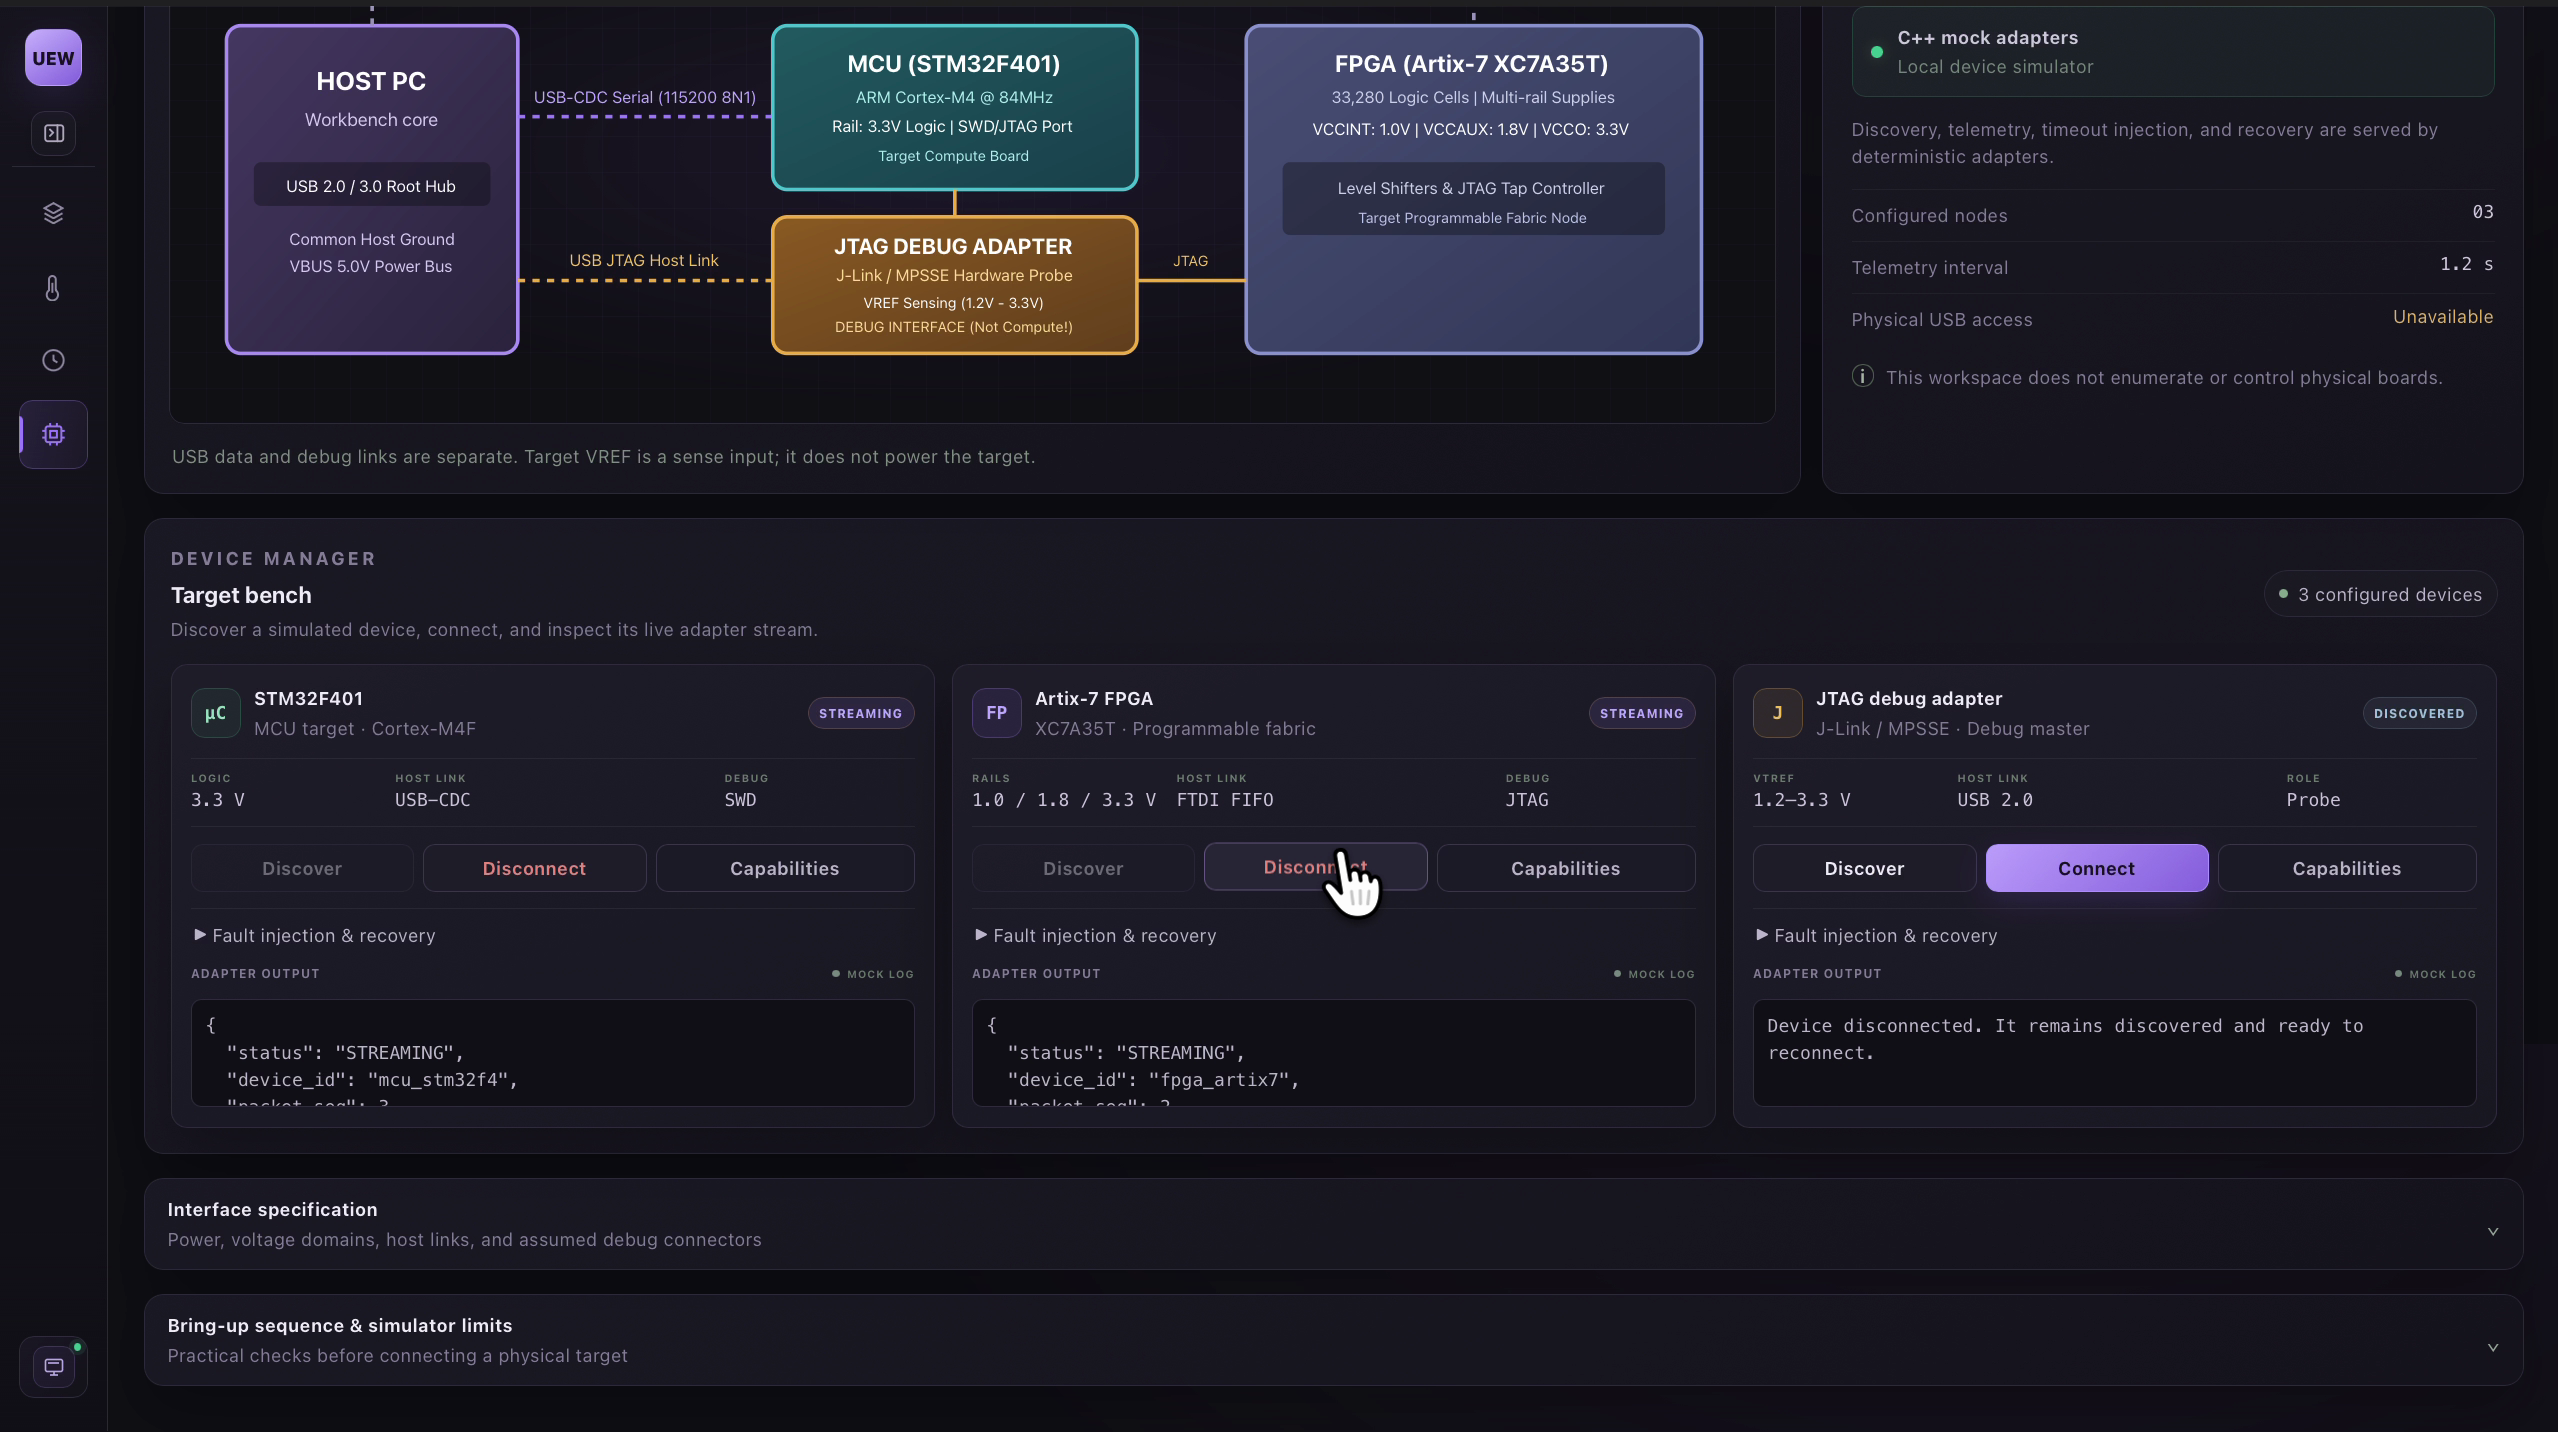 UEW
HOST PC
Workbench core
USB 2.0 / 3.0 Root Hub
Common Host Ground
VBUS 5.0V Power Bus
USB-CDC Serial (115200 8N1)
USB JTAG Host Link
MCU (STM32F401)
ARM Cortex-M4 @ 84MHz
Rail: 3.3V Logic | SWD/JTAG Port
Target Compute Board
JTAG DEBUG ADAPTER
J-Link / MPSSE Hardware Probe
VREF Sensing (1.2V - 3.3V)
DEBUG INTERFACE (Not Compute!)
JTAG
FPGA (Artix-7 XC7A35T)
33,280 Logic Cells | Multi-rail Supplies
VCCINT: 1.0V | VCCAUX: 1.8V | VCCO: 3.3V
Level Shifters & JTAG Tap Controller
Target Programmable Fabric Node
USB data and debug links are separate. Target VREF is a sense input; it does not power the target.
C++ mock adapters
Local device simulator
Discovery, telemetry, timeout injection, and recovery are served by
deterministic adapters.
Configured nodes 03
Telemetry interval 1.2 s
Physical USB access Unavailable
This workspace does not enumerate or control physical boards.
DEVICE MANAGER
Target bench
Discover a simulated device, connect, and inspect its live adapter stream.
3 configured devices
µC
STM32F401
MCU target · Cortex-M4F
STREAMING
LOGIC HOST LINK DEBUG
3.3 V USB-CDC SWD
Discover Disconnect Capabilities
▶ Fault injection & recovery
ADAPTER OUTPUT MOCK LOG
{
"status": "STREAMING",
"device_id": "mcu_stm32f4",
"packet_seq": 3
FP
Artix-7 FPGA
XC7A35T · Programmable fabric
STREAMING
RAILS HOST LINK DEBUG
1.0 / 1.8 / 3.3 V FTDI FIFO JTAG
Discover Disconnect Capabilities
▶ Fault injection & recovery
ADAPTER OUTPUT MOCK LOG
{
"status": "STREAMING",
"device_id": "fpga_artix7",
"packet_seq": 2
J
JTAG debug adapter
J-Link / MPSSE · Debug master
DISCOVERED
VTREF HOST LINK ROLE
1.2–3.3 V USB 2.0 Probe
Discover Connect Capabilities
▶ Fault injection & recovery
ADAPTER OUTPUT MOCK LOG
Device disconnected. It remains discovered and ready to
reconnect.
Interface specification
Power, voltage domains, host links, and assumed debug connectors
Bring-up sequence & simulator limits
Practical checks before connecting a physical target